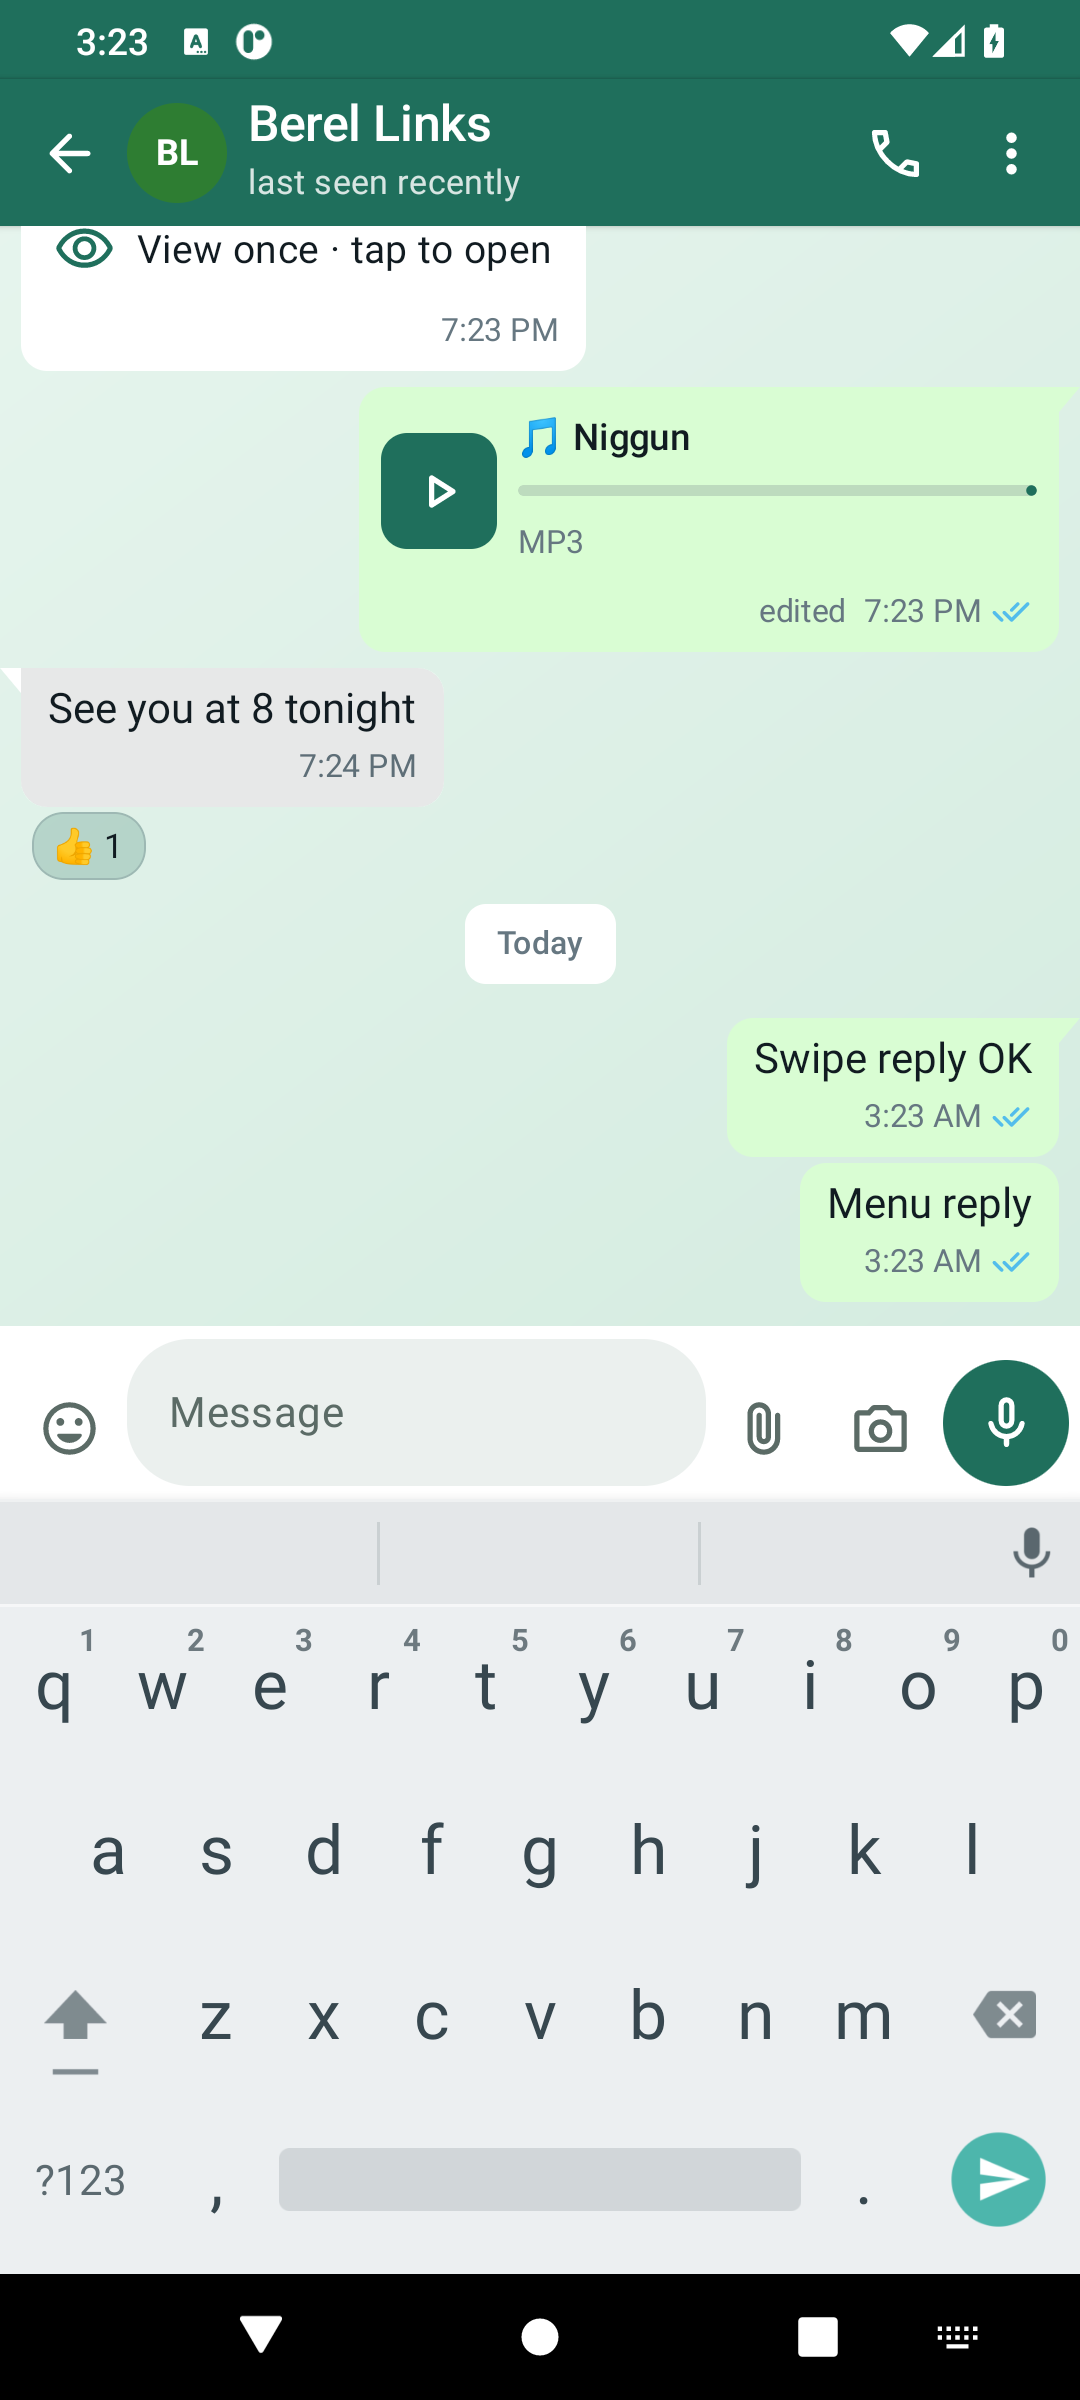 3:23
BL
Berel Links
last seen recently
View once · tap to open
7:23 PM
🎵 Niggun
MP3
edited 7:23 PM
See you at 8 tonight
7:24 PM
👍 1
Today
Swipe reply OK
3:23 AM
Menu reply
3:23 AM
Message
1 2 3 4 5 6 7 8 9 0
q w e r t y u i o p
a s d f g h j k l
z x c v b n m
?123 , .